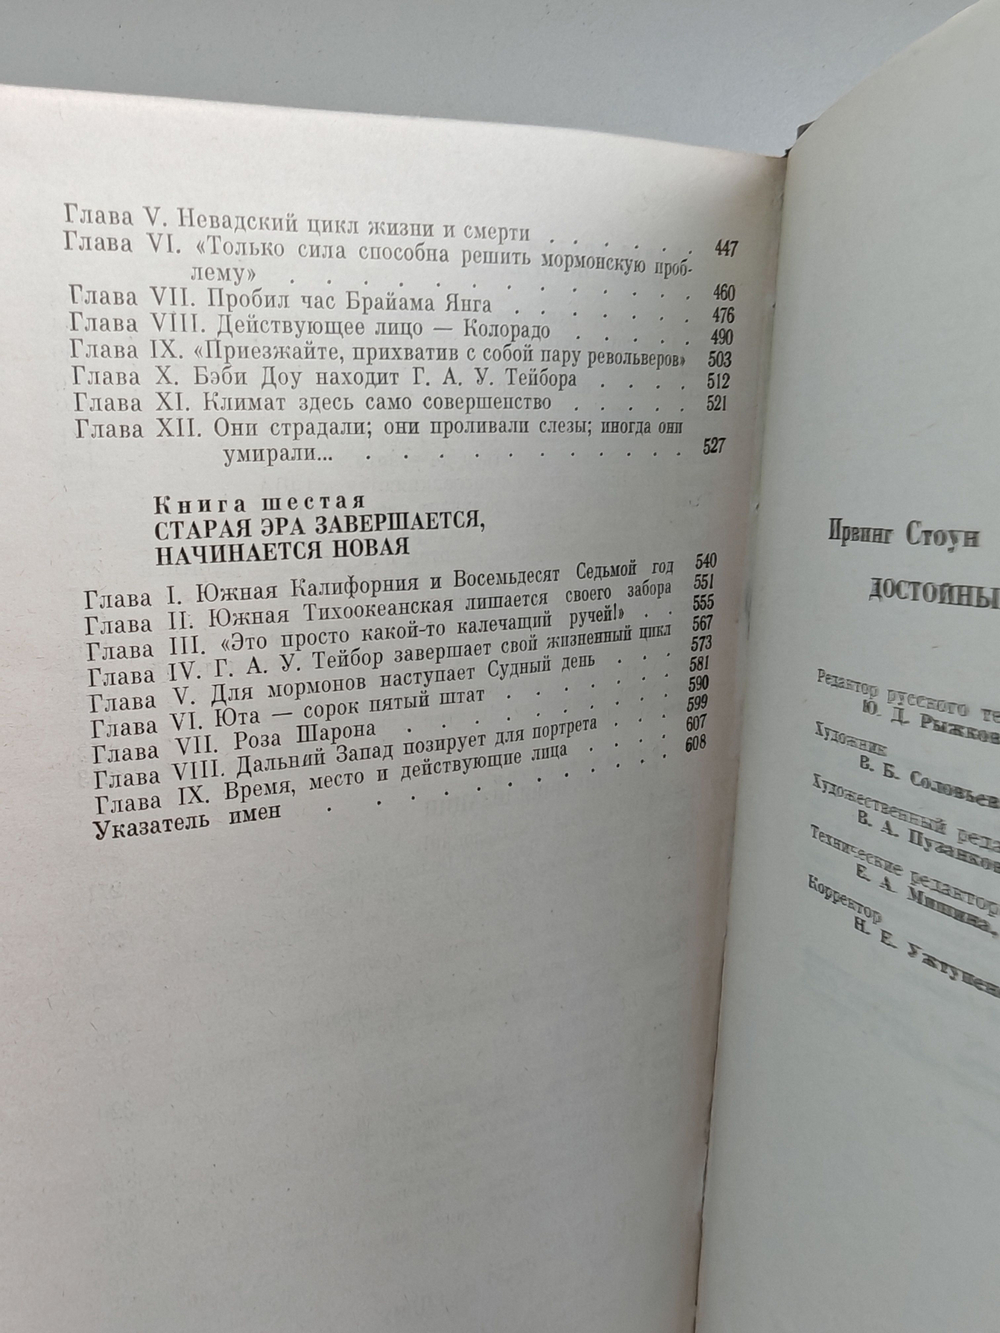 Глава V. Невадский цикл жизни и смерти . . . . . . 447
Глава VI. «Только сила способна решить мормонскую проб-
лему» . . . . . . . . . . . . 460
Глава VII. Пробил час Брайама Янга . . . . . . . 476
Глава VIII. Действующее лицо — Колорадо . . . . . 490
Глава IX. «Приезжайте, прихватив с собой пару револьверов» 503
Глава X. Бэби Доу находит Г. А. У. Тейбора . . . . 512
Глава XI. Климат здесь само совершенство . . . . . 521
Глава XII. Они страдали; они проливали слезы; иногда они
умирали... . . . . . . . . . . . 527
Книга шестая
СТАРАЯ ЭРА ЗАВЕРШАЕТСЯ,
НАЧИНАЕТСЯ НОВАЯ
Глава I. Южная Калифорния и Восемьдесят Седьмой год 540
Глава II. Южная Тихоокеанская лишается своего забора 551
Глава III. «Это просто какой-то калечащий ручей!» . . 555
Глава IV. Г. А. У. Тейбор завершает свой жизненный цикл 567
Глава V. Для мормонов наступает Судный день . . . 573
Глава VI. Юта — сорок пятый штат . . . . . . . 581
Глава VII. Роза Шарона . . . . . . . . . 590
Глава VIII. Дальний Запад позирует для портрета . . . 599
Глава IX. Время, место и действующие лица . . . . 607
Указатель имен . . . . . . . . . . 608
Ирвинг Стоун
ДОСТОЙНЫ
Редактор русского те
Ю. Д. Рыжков
Художник
В. Б. Соловьев
Художественный реда
В. А. Пузанков
Технические редактор
Е. А. Мишина,
Корректор
Н. Е.